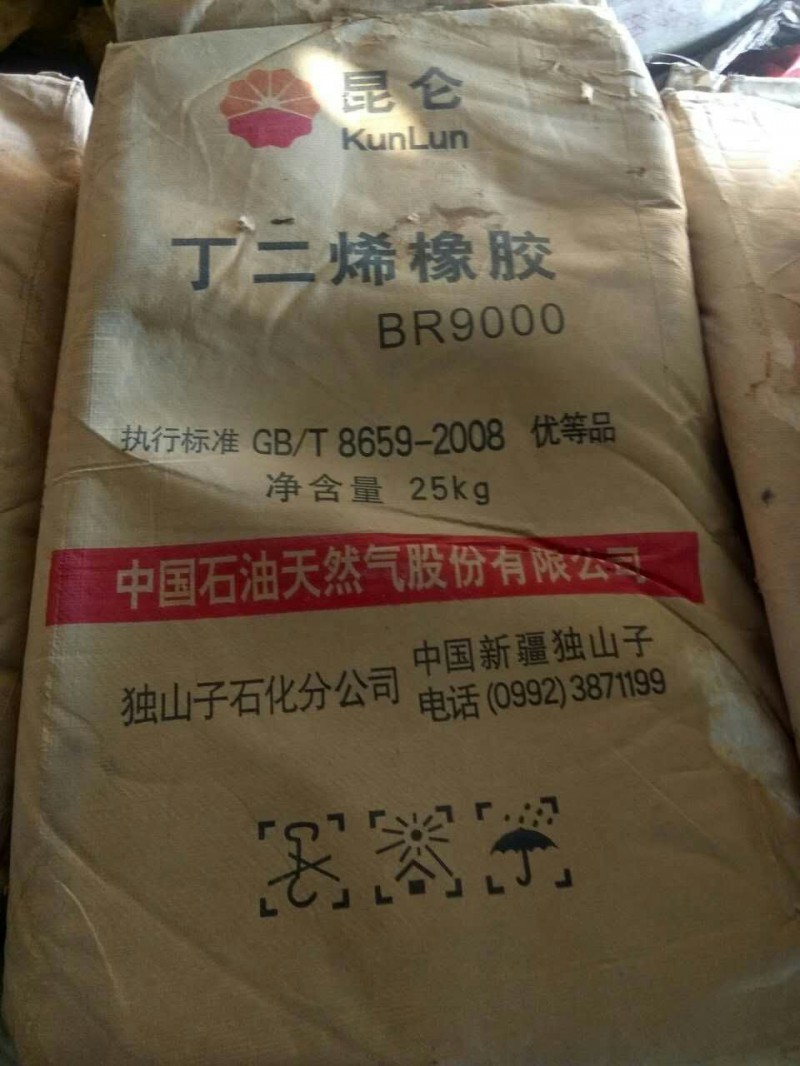 昆仑
KunLun
丁二烯橡胶
BR9000
执行标准 GB/T 8659-2008 优等品
净含量 25kg
中国石油天然气股份有限公司
独山子石化分公司
中国新疆独山子
电话(0992)3871199